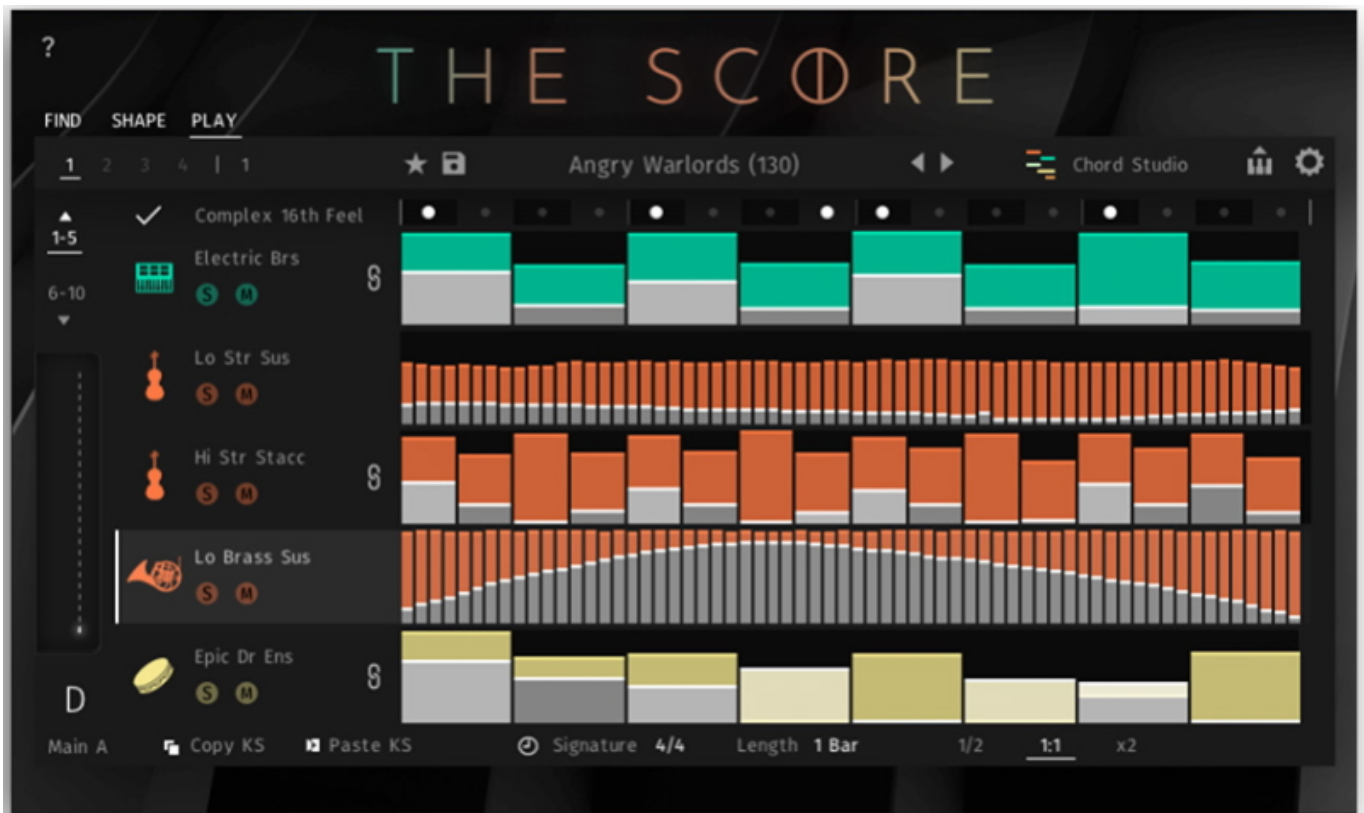 ?
THE SCORE
FIND SHAPE PLAY
1 2 3 4 | 1 Angry Warlords (130) Chord Studio
Complex 16th Feel
1-5
Electric Brs
S M
6-10
Lo Str Sus
S M
Hi Str Stacc
S M
Lo Brass Sus
S M
Epic Dr Ens
S M
D
Main A Copy KS Paste KS Signature 4/4 Length 1 Bar 1/2 1:1 x2